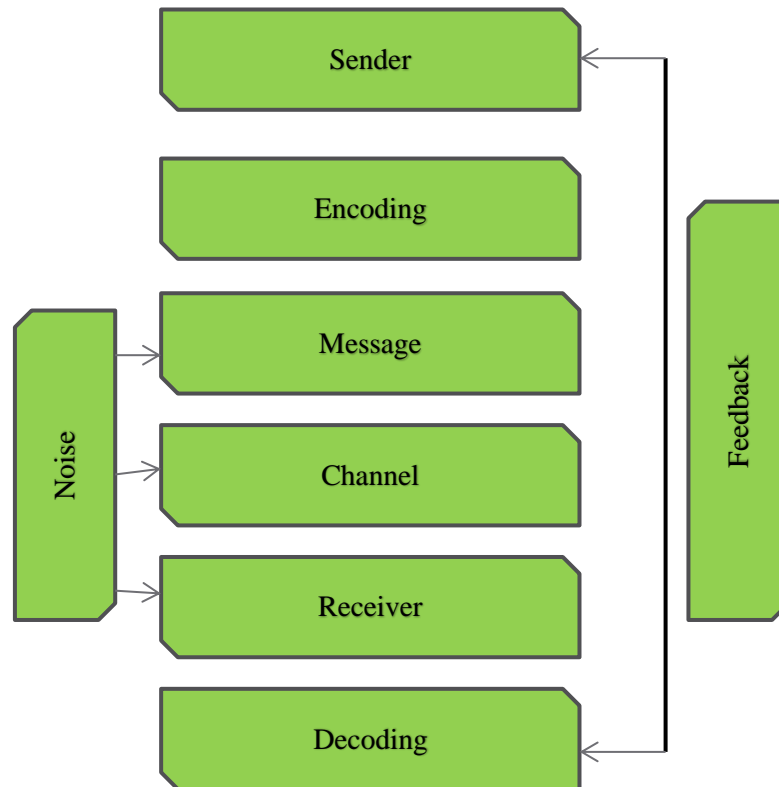 Sender
Encoding
Message
Channel
Receiver
Decoding
Noise
Feedback